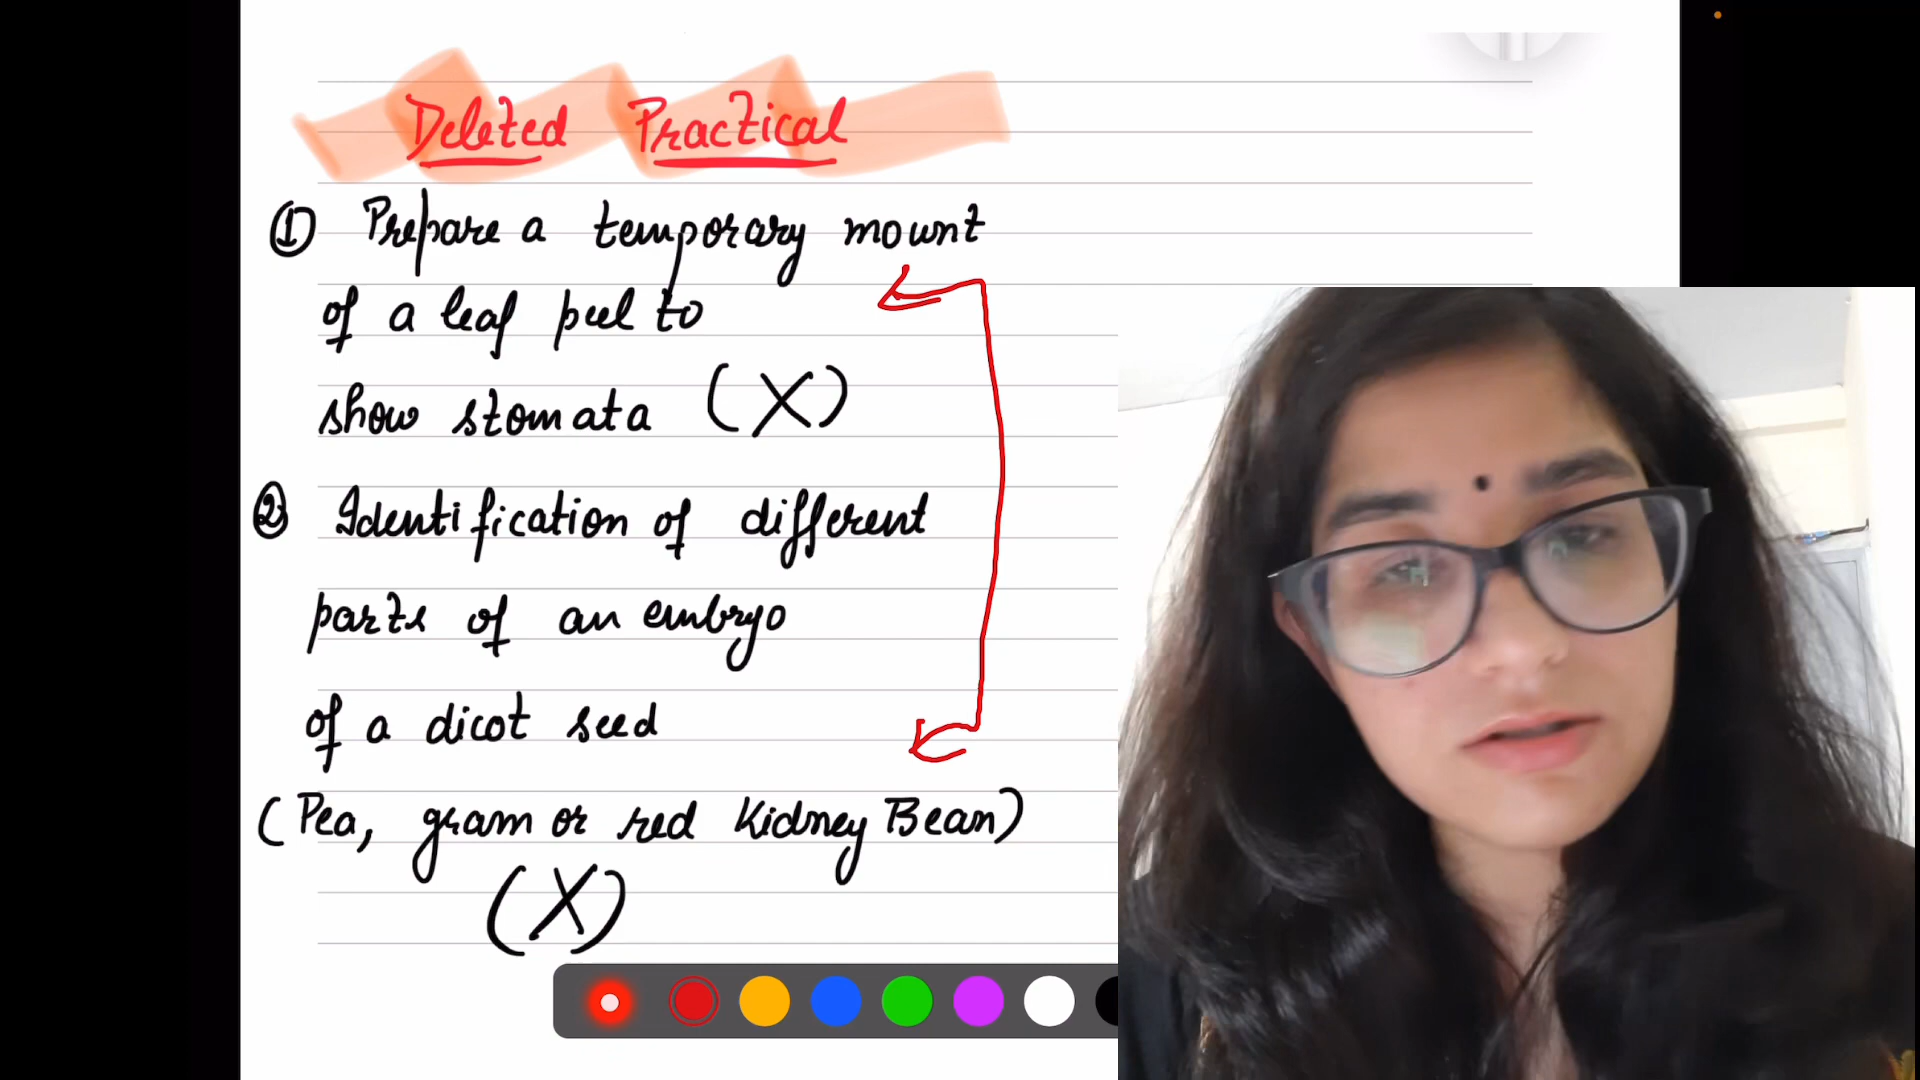 Deleted Practical
① Prepare a temporary mount
of a leaf peel to
show stomata (X)
② Identification of different
parts of an embryo
of a dicot seed
(Pea, gram or red Kidney Bean)
(X)